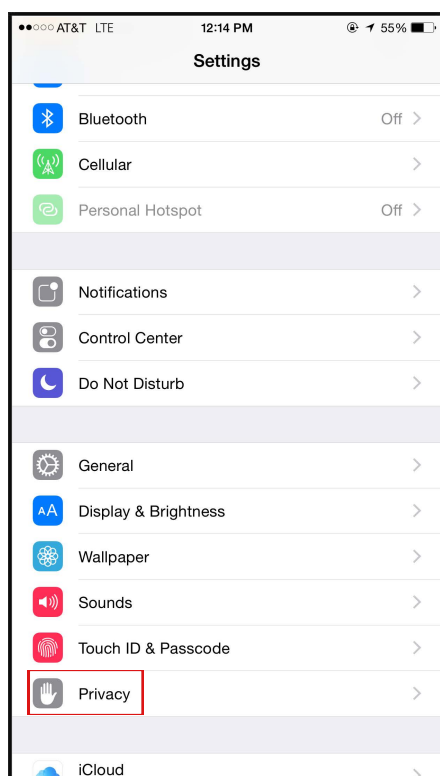 AT&T LTE 12:14 PM 55%
Settings
Bluetooth Off
Cellular
Personal Hotspot Off
Notifications
Control Center
Do Not Disturb
General
AA Display & Brightness
Wallpaper
Sounds
Touch ID & Passcode
Privacy
iCloud